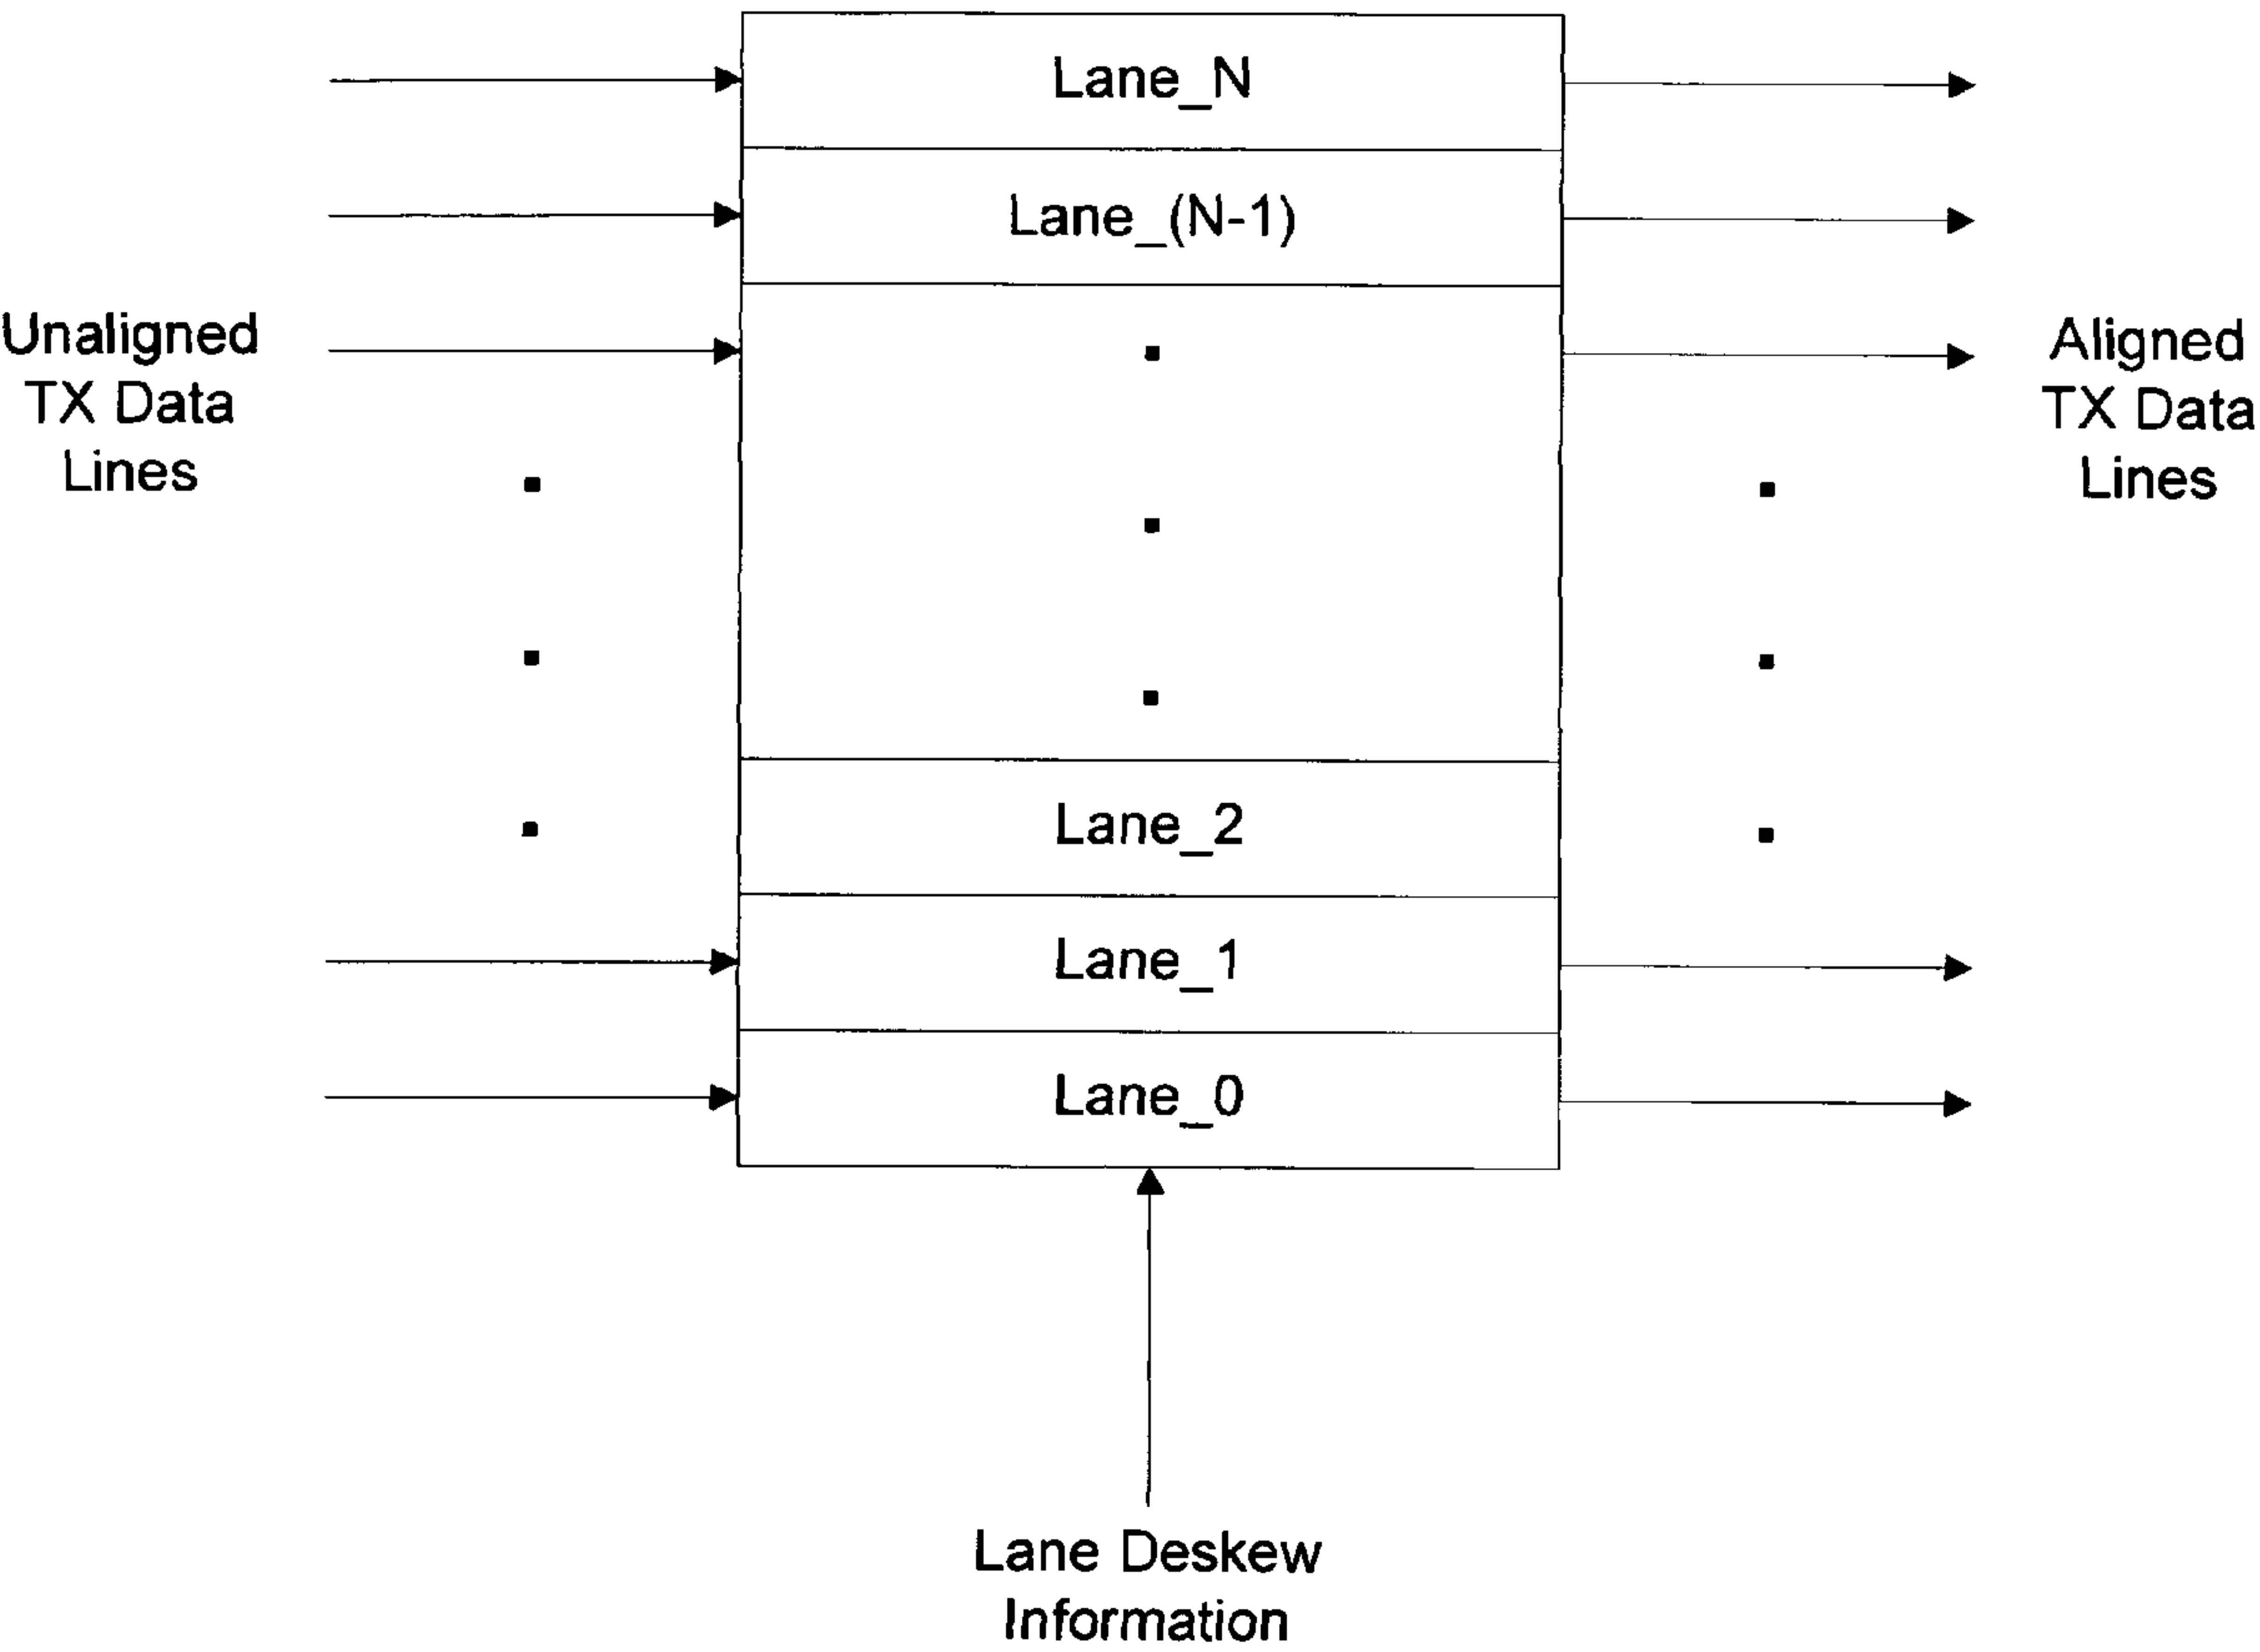 Lane_N
Lane_(N-1)
Unaligned
TX Data
Lines
Aligned
TX Data
Lines
Lane_2
Lane_1
Lane_0
Lane Deskew
Information